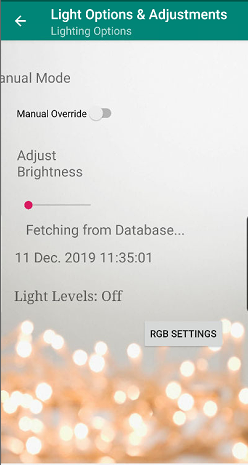 Light Options & Adjustments
Lighting Options
anual Mode
Manual Override
Adjust
Brightness
Fetching from Database...
11 Dec. 2019 11:35:01
Light Levels: Off
RGB SETTINGS